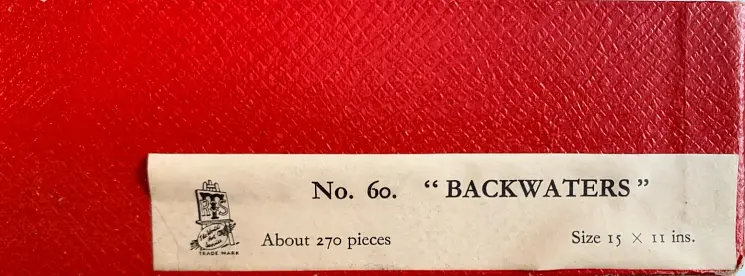 No. 60. “BACKWATERS”
About 270 pieces
Size 15 × 11 ins.
TRADE MARK